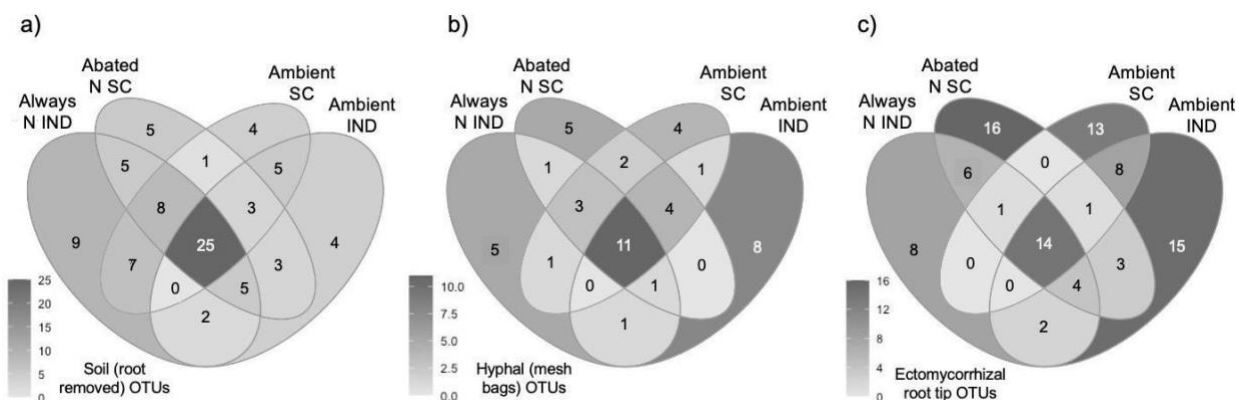 a)
Always
N IND
Abated
N SC
Ambient
SC
Ambient
IND
5
4
5
1
5
8
3
9
25
4
7
3
0
5
2
25
20
15
10
5
0
Soil (root
removed) OTUs
b)
Always
N IND
Abated
N SC
Ambient
SC
Ambient
IND
5
4
1
2
1
3
4
5
11
8
1
0
0
1
1
10.0
7.5
5.0
2.5
0.0
Hyphal (mesh
bags) OTUs
c)
Always
N IND
Abated
N SC
Ambient
SC
Ambient
IND
16
13
6
0
8
1
1
8
14
15
0
3
0
4
2
16
12
8
4
0
Ectomycorrhizal
root tip OTUs